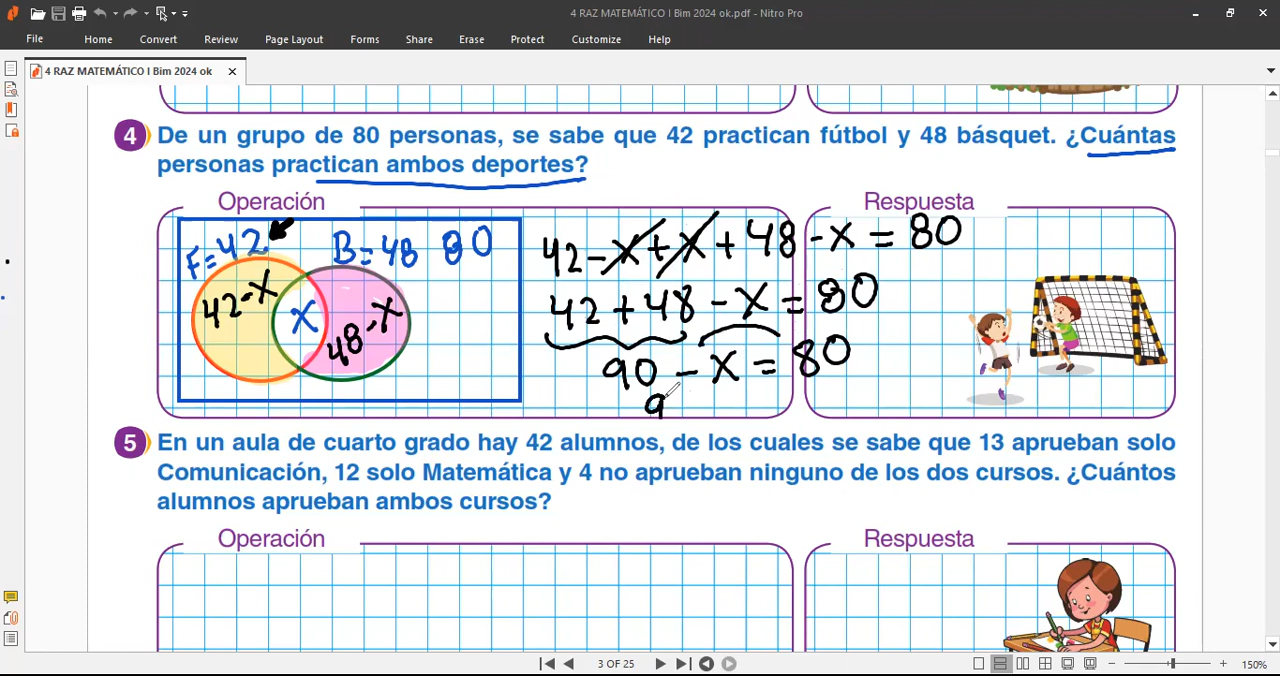 4 RAZ MATEMÁTICO I Bim 2024 ok.pdf - Nitro Pro
File Home Convert Review Page Layout Forms Share Erase Protect Customize Help
4 RAZ MATEMÁTICO I Bim 2024 ok ×
4 De un grupo de 80 personas, se sabe que 42 practican fútbol y 48 básquet. ¿Cuántas
personas practican ambos deportes?
Operación
Respuesta
F=42 B=48 80
42-x
x
48-x
42 - x + x + 48 - x = 80
42 + 48 - x = 80
90 - x = 80
9
5 En un aula de cuarto grado hay 42 alumnos, de los cuales se sabe que 13 aprueban solo
Comunicación, 12 solo Matemática y 4 no aprueban ninguno de los dos cursos. ¿Cuántos
alumnos aprueban ambos cursos?
Operación
Respuesta
3 OF 25
150%